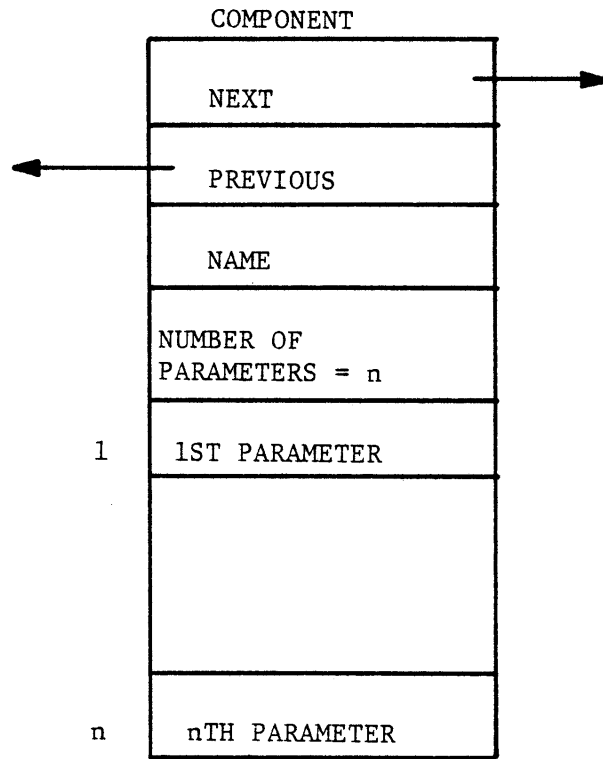 COMPONENT
NEXT
PREVIOUS
NAME
NUMBER OF
PARAMETERS = n
1 1ST PARAMETER
n nTH PARAMETER